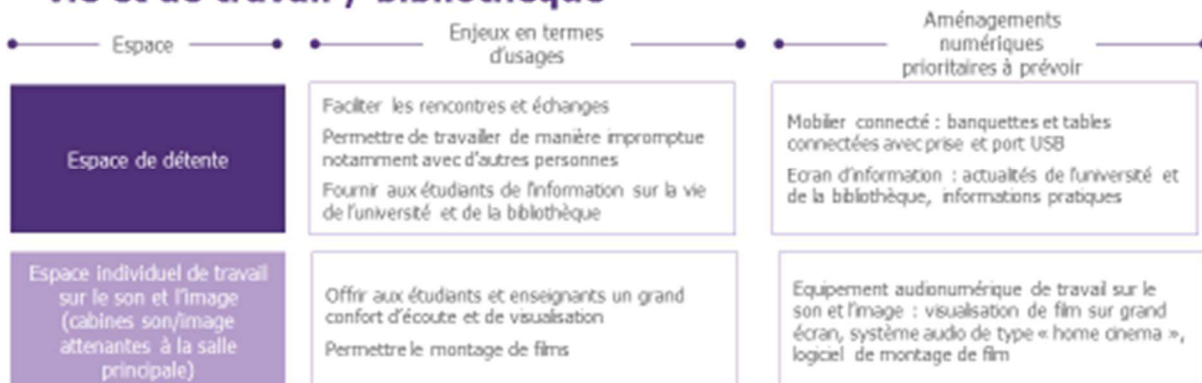 vie et de travail / bibliothèque
Espace
Enjeux en termes
d'usages
Aménagements
numériques
prioritaires à prévoir
Espace de détente
Faciliter les rencontres et échanges
Permettre de travailler de manière impromptue
notamment avec d'autres personnes
Fournir aux étudiants de l'information sur la vie
de l'université et de la bibliothèque
Mobilier connecté : banquettes et tables
connectées avec prise et port USB
Ecran d'information : actualités de l'université et
de la bibliothèque, informations pratiques
Espace individuel de travail
sur le son et l'image
(cabines son/image
attenantes à la salle
principale)
Offrir aux étudiants et enseignants un grand
confort d'écoute et de visualisation
Permettre le montage de films
Equipement audionumérique de travail sur le
son et l'image : visualisation de film sur grand
écran, système audio de type « home cinema »,
logiciel de montage de film